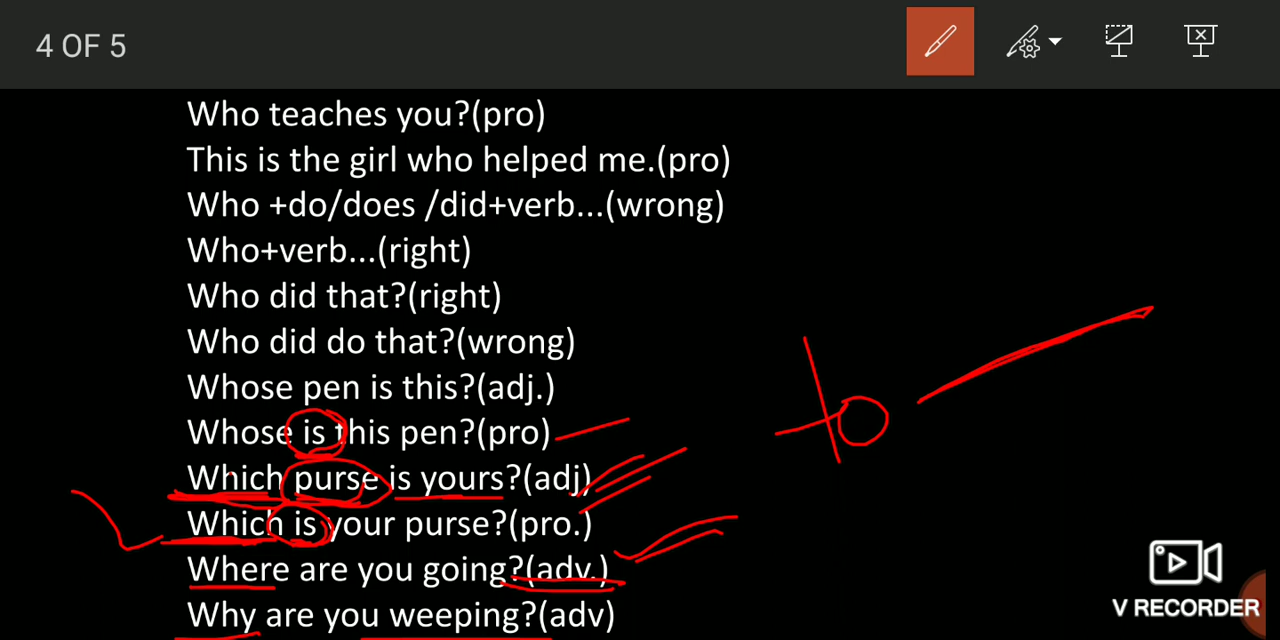 4 OF 5
Who teaches you?(pro)
This is the girl who helped me.(pro)
Who +do/does /did+verb...(wrong)
Who+verb...(right)
Who did that?(right)
Who did do that?(wrong)
Whose pen is this?(adj.)
Whose is this pen?(pro)
Which purse is yours?(adj)
Which is your purse?(pro.)
Where are you going?(adv.)
Why are you weeping?(adv)
to
V RECORDER